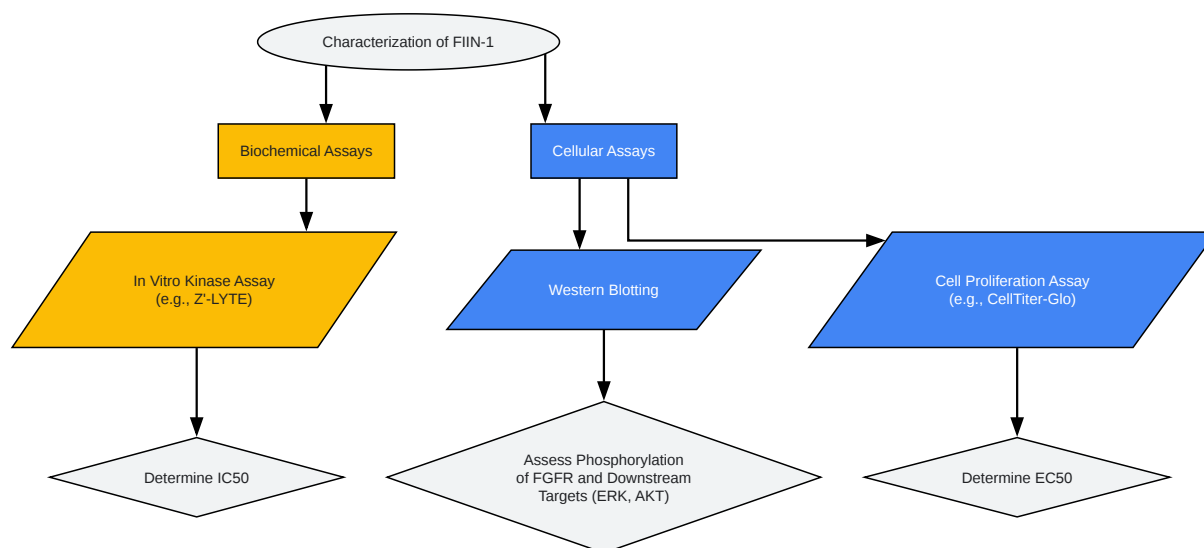 Characterization of FIIN-1
Biochemical Assays
Cellular Assays
In Vitro Kinase Assay
(e.g., Z'-LYTE)
Western Blotting
Cell Proliferation Assay
(e.g., CellTiter-Glo)
Determine IC50
Assess Phosphorylation
of FGFR and Downstream
Targets (ERK, AKT)
Determine EC50